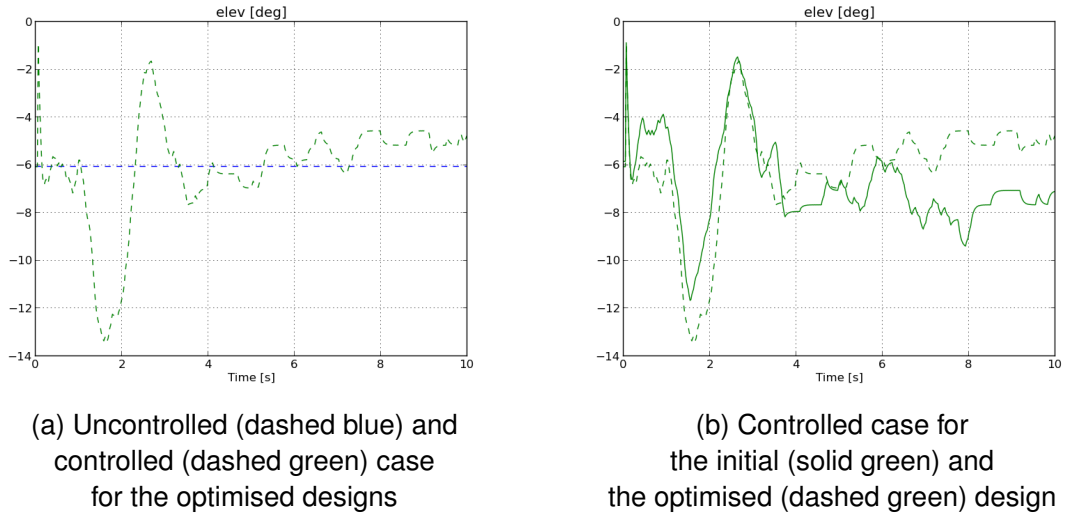 elev [deg]
0
−2
−4
−6
−8
−10
−12
−14
0 2 4 6 8 10
Time [s]
(a) Uncontrolled (dashed blue) and
controlled (dashed green) case
for the optimised designs
elev [deg]
0
−2
−4
−6
−8
−10
−12
−14
0 2 4 6 8 10
Time [s]
(b) Controlled case for
the initial (solid green) and
the optimised (dashed green) design